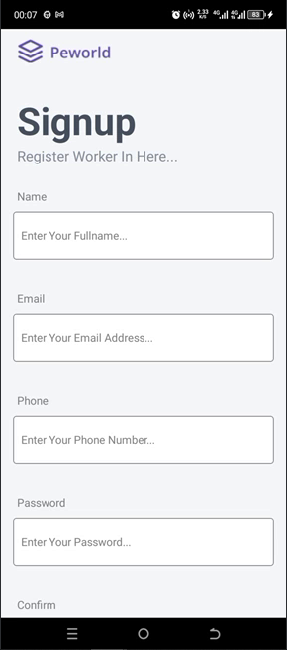 00:07
2.33 K/s 4G 4G 83
Peworld
Signup
Register Worker In Here...
Name
Enter Your Fullname...
Email
Enter Your Email Address...
Phone
Enter Your Phone Number...
Password
Enter Your Password...
Confirm